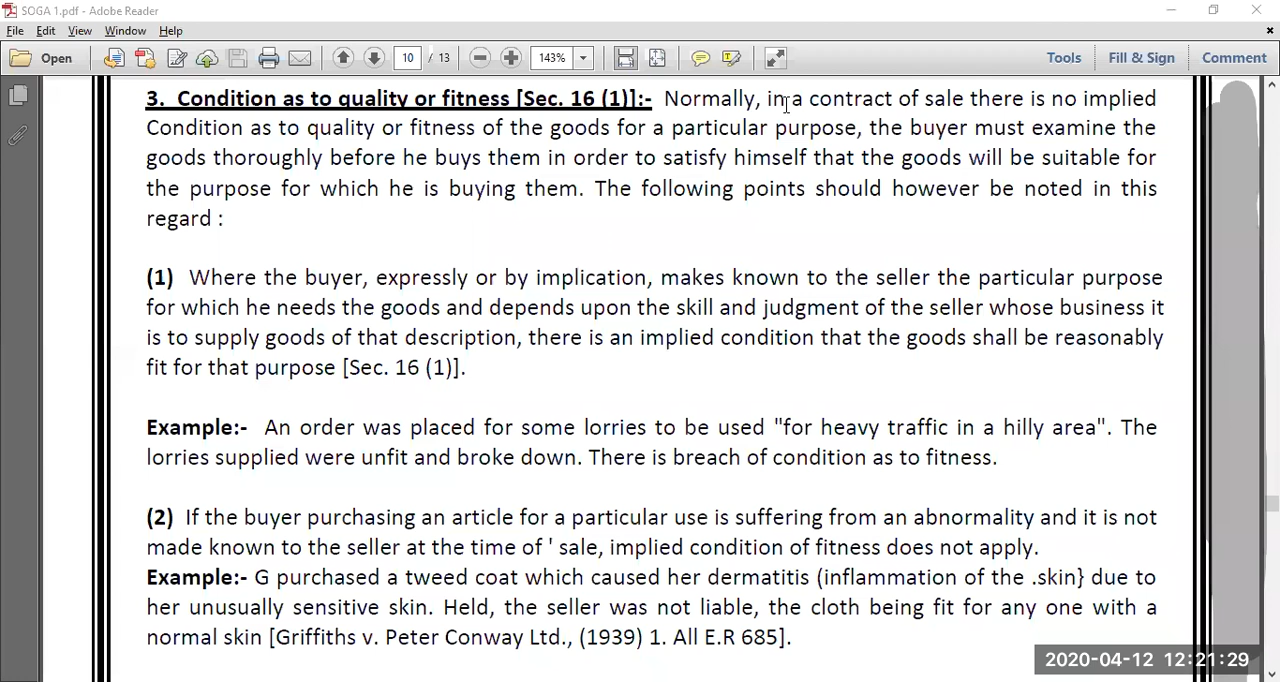 SOGA 1.pdf - Adobe Reader
File Edit View Window Help
Open 10 / 13 143% Tools Fill & Sign Comment
3. Condition as to quality or fitness [Sec. 16 (1)]:- Normally, in a contract of sale there is no implied
Condition as to quality or fitness of the goods for a particular purpose, the buyer must examine the
goods thoroughly before he buys them in order to satisfy himself that the goods will be suitable for
the purpose for which he is buying them. The following points should however be noted in this
regard :
(1) Where the buyer, expressly or by implication, makes known to the seller the particular purpose
for which he needs the goods and depends upon the skill and judgment of the seller whose business it
is to supply goods of that description, there is an implied condition that the goods shall be reasonably
fit for that purpose [Sec. 16 (1)].
Example:- An order was placed for some lorries to be used "for heavy traffic in a hilly area". The
lorries supplied were unfit and broke down. There is breach of condition as to fitness.
(2) If the buyer purchasing an article for a particular use is suffering from an abnormality and it is not
made known to the seller at the time of ' sale, implied condition of fitness does not apply.
Example:- G purchased a tweed coat which caused her dermatitis (inflammation of the .skin} due to
her unusually sensitive skin. Held, the seller was not liable, the cloth being fit for any one with a
normal skin [Griffiths v. Peter Conway Ltd., (1939) 1. All E.R 685].
2020-04-12 12:21:29